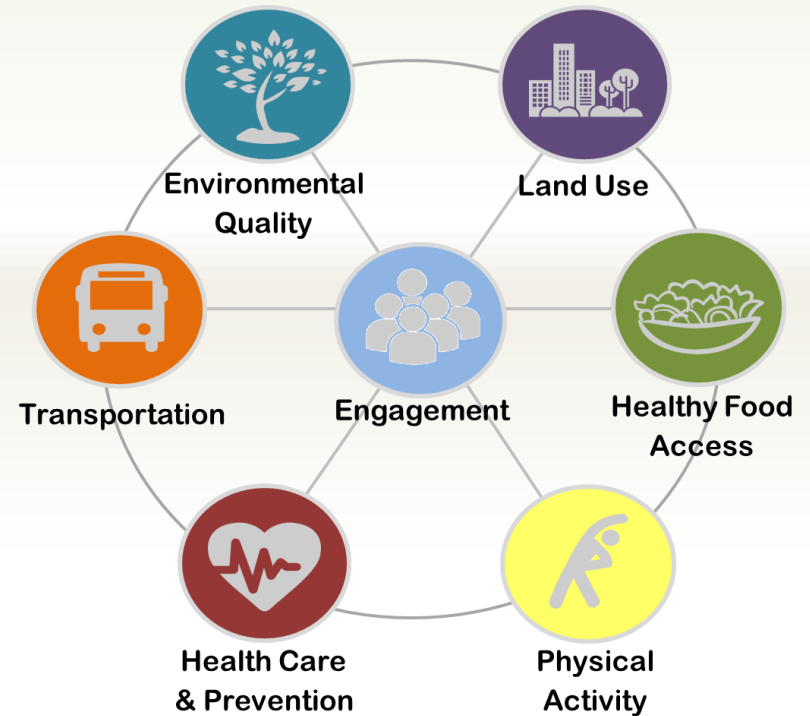 Environmental
Quality
Land Use
Transportation
Engagement
Healthy Food
Access
Health Care
& Prevention
Physical
Activity